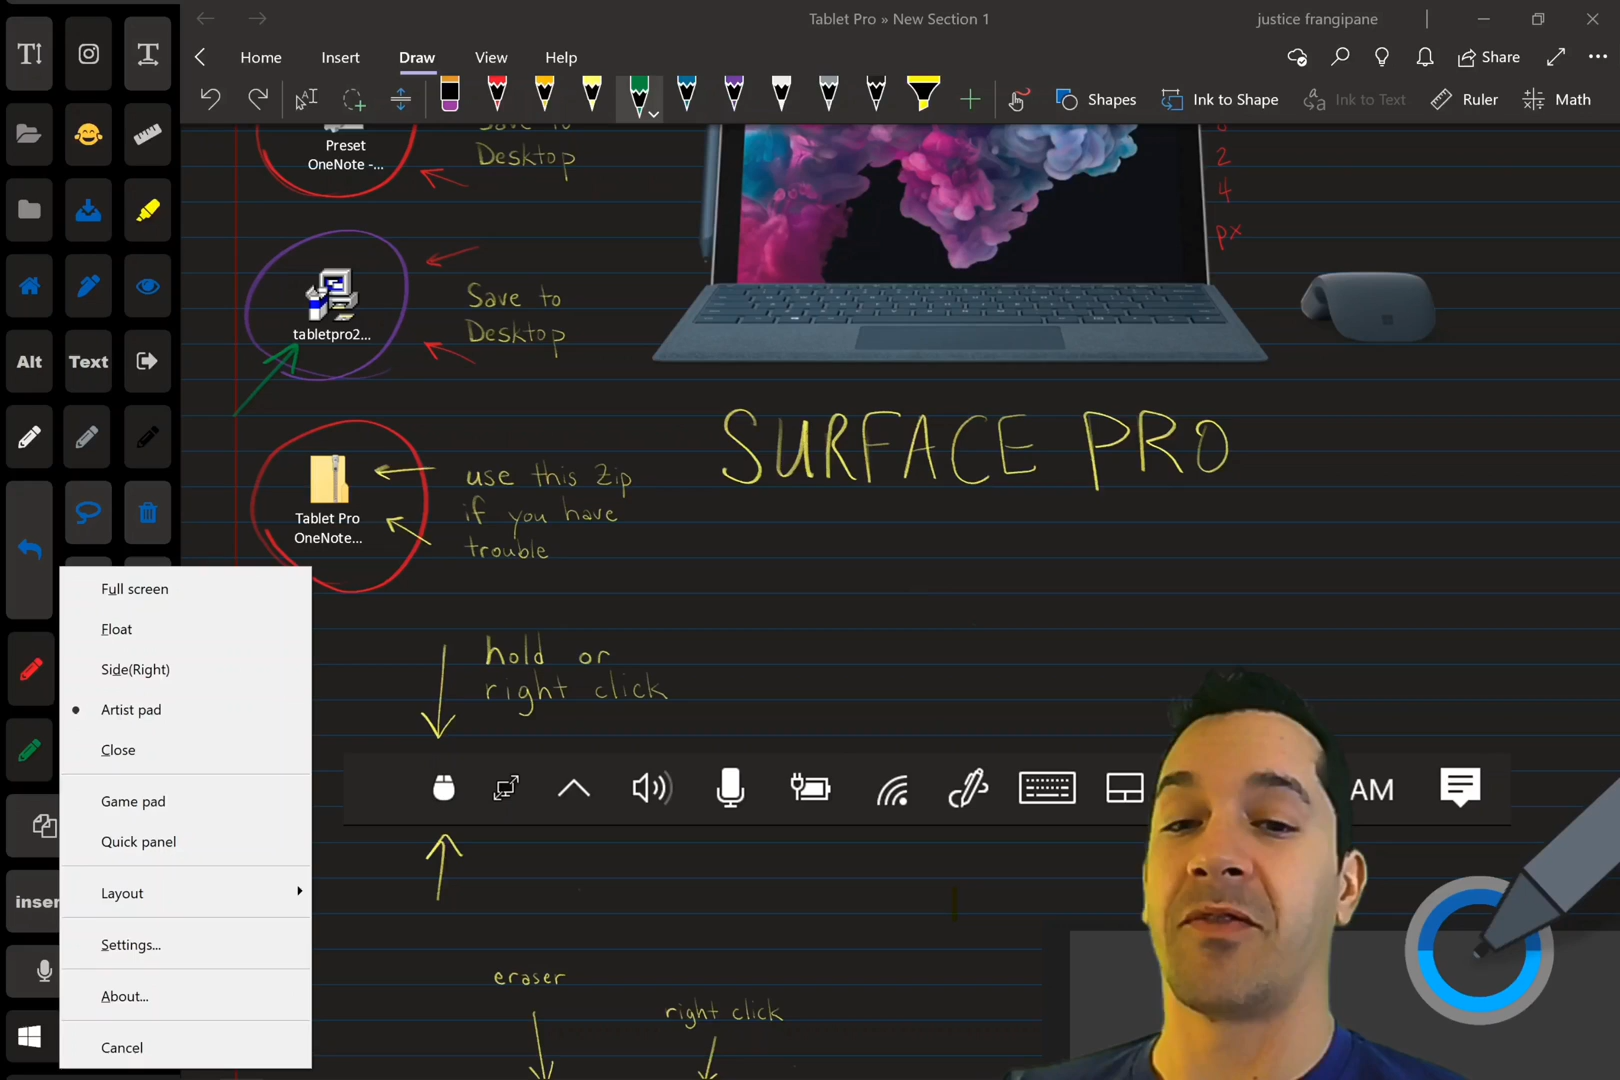 Tablet Pro » New Section 1
justice frangipane
Home
Insert
Draw
View
Help
Share
Shapes
Ink to Shape
Ink to Text
Ruler
Math
Alt
Text
Preset
OneNote -...
Save to
Desktop
2
4
px
tabletpro2...
Save to
Desktop
SURFACE PRO
Tablet Pro
OneNote...
use this Zip
if you have
trouble
Full screen
Float
Side(Right)
Artist pad
Close
Game pad
Quick panel
Layout
Settings...
About...
Cancel
hold or
right click
AM
eraser
right click